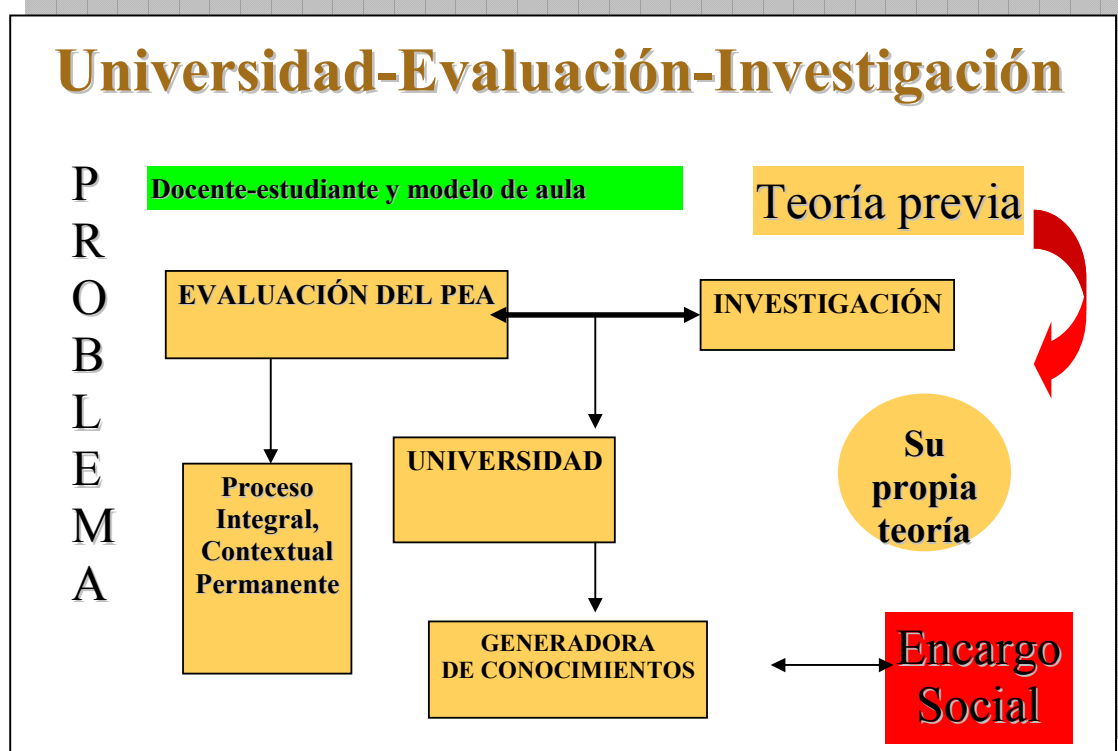 Universidad-Evaluación-Investigación
P
R
O
B
L
E
M
A
Docente-estudiante y modelo de aula
Teoría previa
EVALUACIÓN DEL PEA
INVESTIGACIÓN
Su
propia
teoría
UNIVERSIDAD
Proceso
Integral,
Contextual
Permanente
GENERADORA
DE CONOCIMIENTOS
Encargo
Social